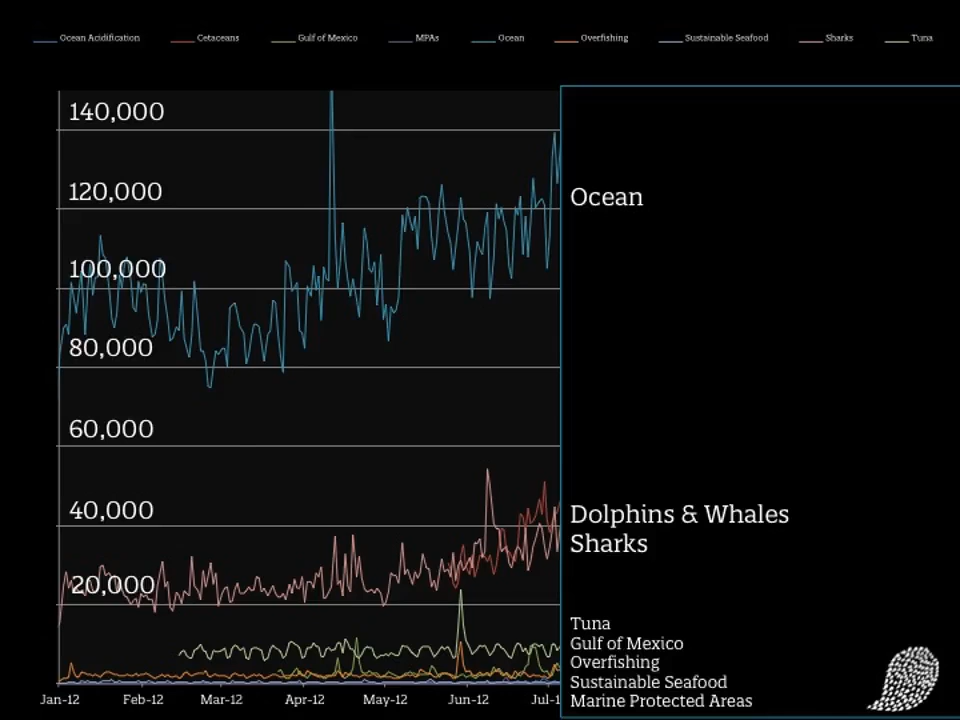 Ocean Acidification Cetaceans Gulf of Mexico MPAs Ocean Overfishing Sustainable Seafood Sharks Tuna
140,000
120,000
100,000
80,000
60,000
40,000
20,000
Jan-12 Feb-12 Mar-12 Apr-12 May-12 Jun-12 Jul-1
Ocean
Dolphins & Whales
Sharks
Tuna
Gulf of Mexico
Overfishing
Sustainable Seafood
Marine Protected Areas